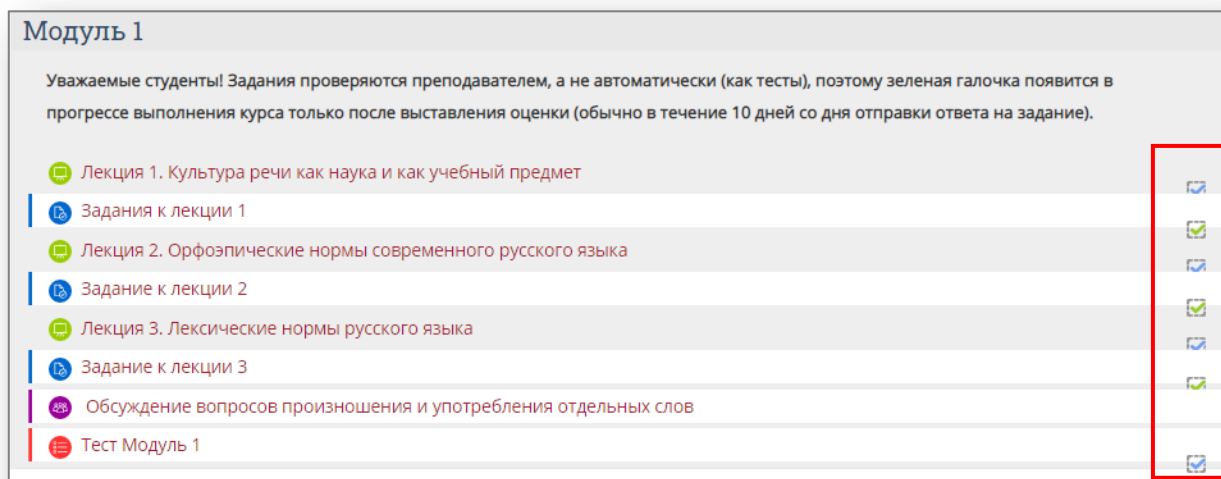 Модуль 1
Уважаемые студенты! Задания проверяются преподавателем, а не автоматически (как тесты), поэтому зеленая галочка появится в
прогрессе выполнения курса только после выставления оценки (обычно в течение 10 дней со дня отправки ответа на задание).
Лекция 1. Культура речи как наука и как учебный предмет
Задания к лекции 1
Лекция 2. Орфоэпические нормы современного русского языка
Задание к лекции 2
Лекция 3. Лексические нормы русского языка
Задание к лекции 3
Обсуждение вопросов произношения и употребления отдельных слов
Тест Модуль 1